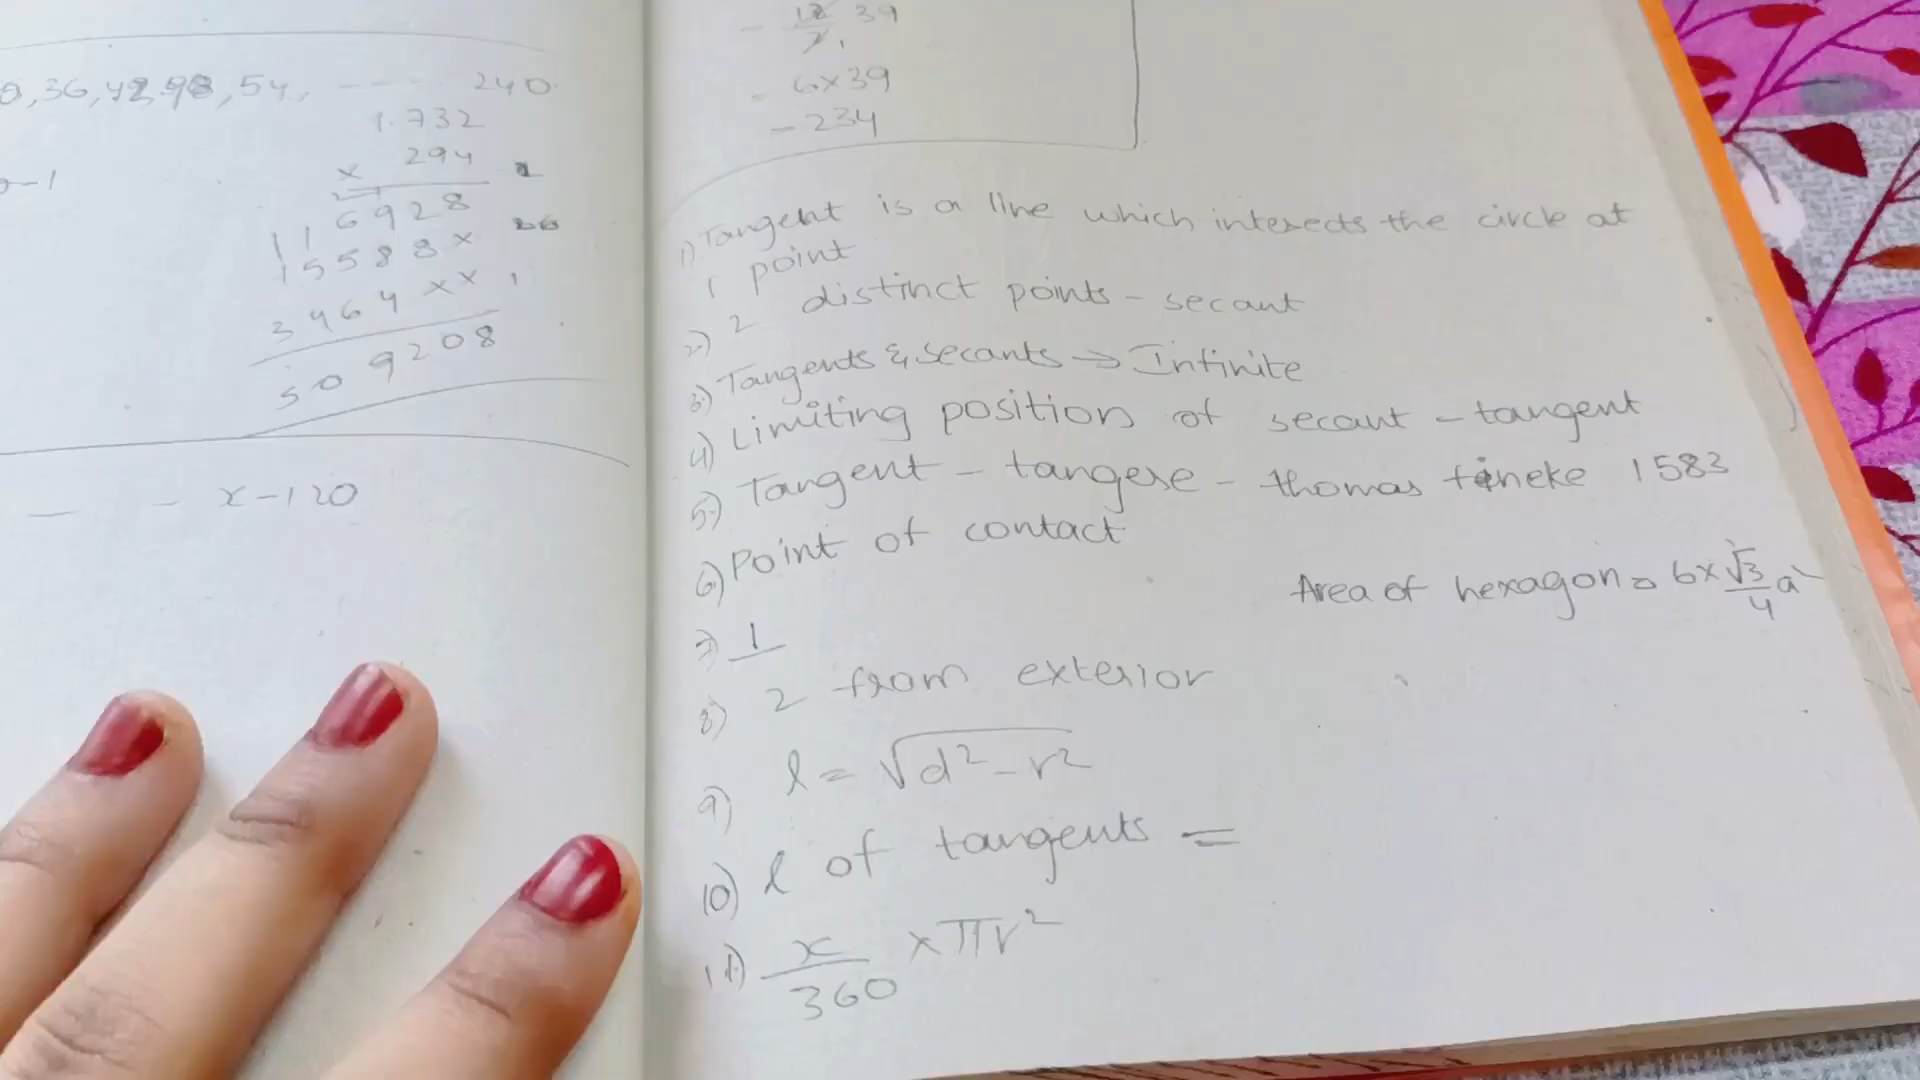 ,36,42,48,54, ---- 240
1.732
x 294
6928
15588x
3464xx
509208
x-120
12 39
- 6x39
- 234
1) Tangent is a line which intersects the circle at
1 point
2) 2 distinct points - secant
3) Tangents & secants → Infinite
4) Limiting position of secant - tangent
5) Tangent - tangere - thomas fineke 1583
6) Point of contact
Area of hexagon = 6x √3/4 a²
7) 1
8) 2 from exterior
9) l = √d²-r²
10) l of tangents =
11) x/360 xπr²